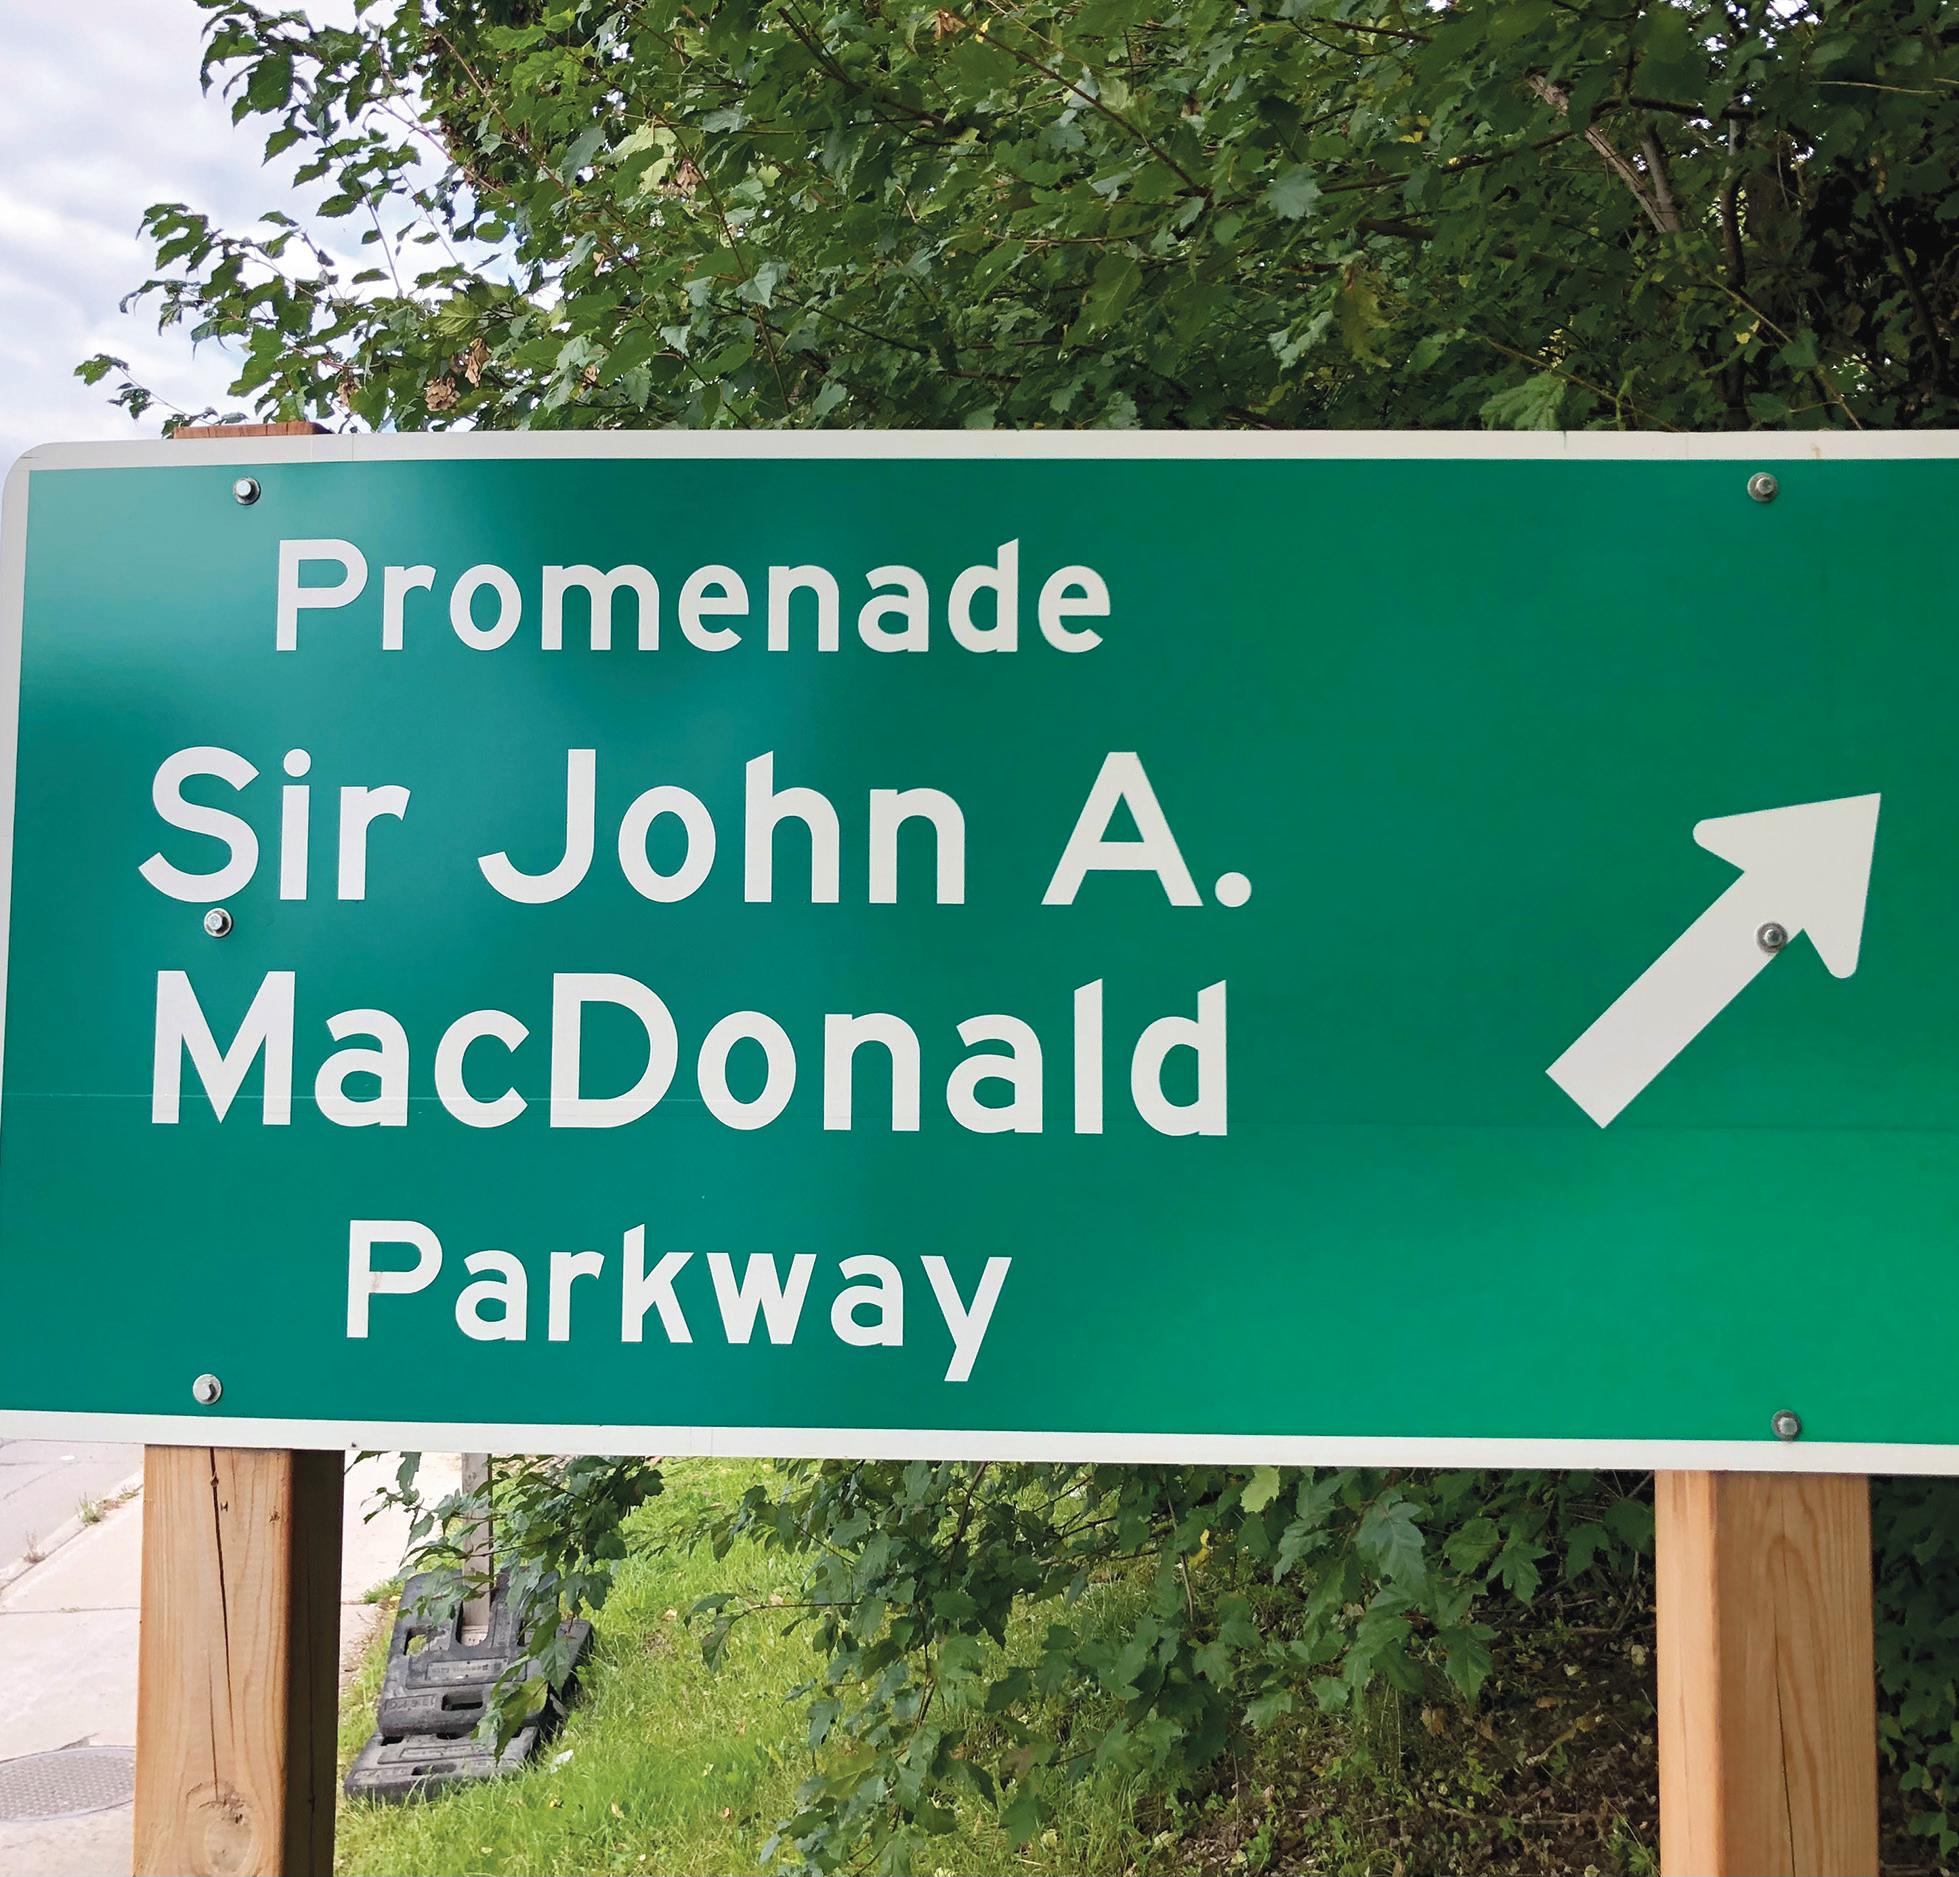 Promenade
Sir John A.
MacDonald
Parkway